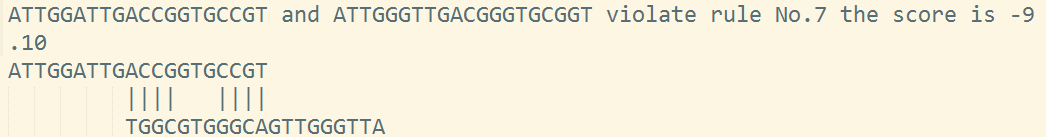 ATTGGATTGACCGGTGCCGT and ATTGGGTTGACGGGTGCGGT violate rule No.7 the score is -9
.10
ATTGGATTGACCGGTGCCGT
         ||||   ||||
         TGGCGTGGGCAGTTGGGTTA